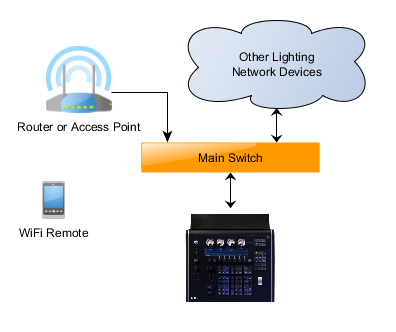 Other Lighting
Network Devices
Router or Access Point
Main Switch
WiFi Remote